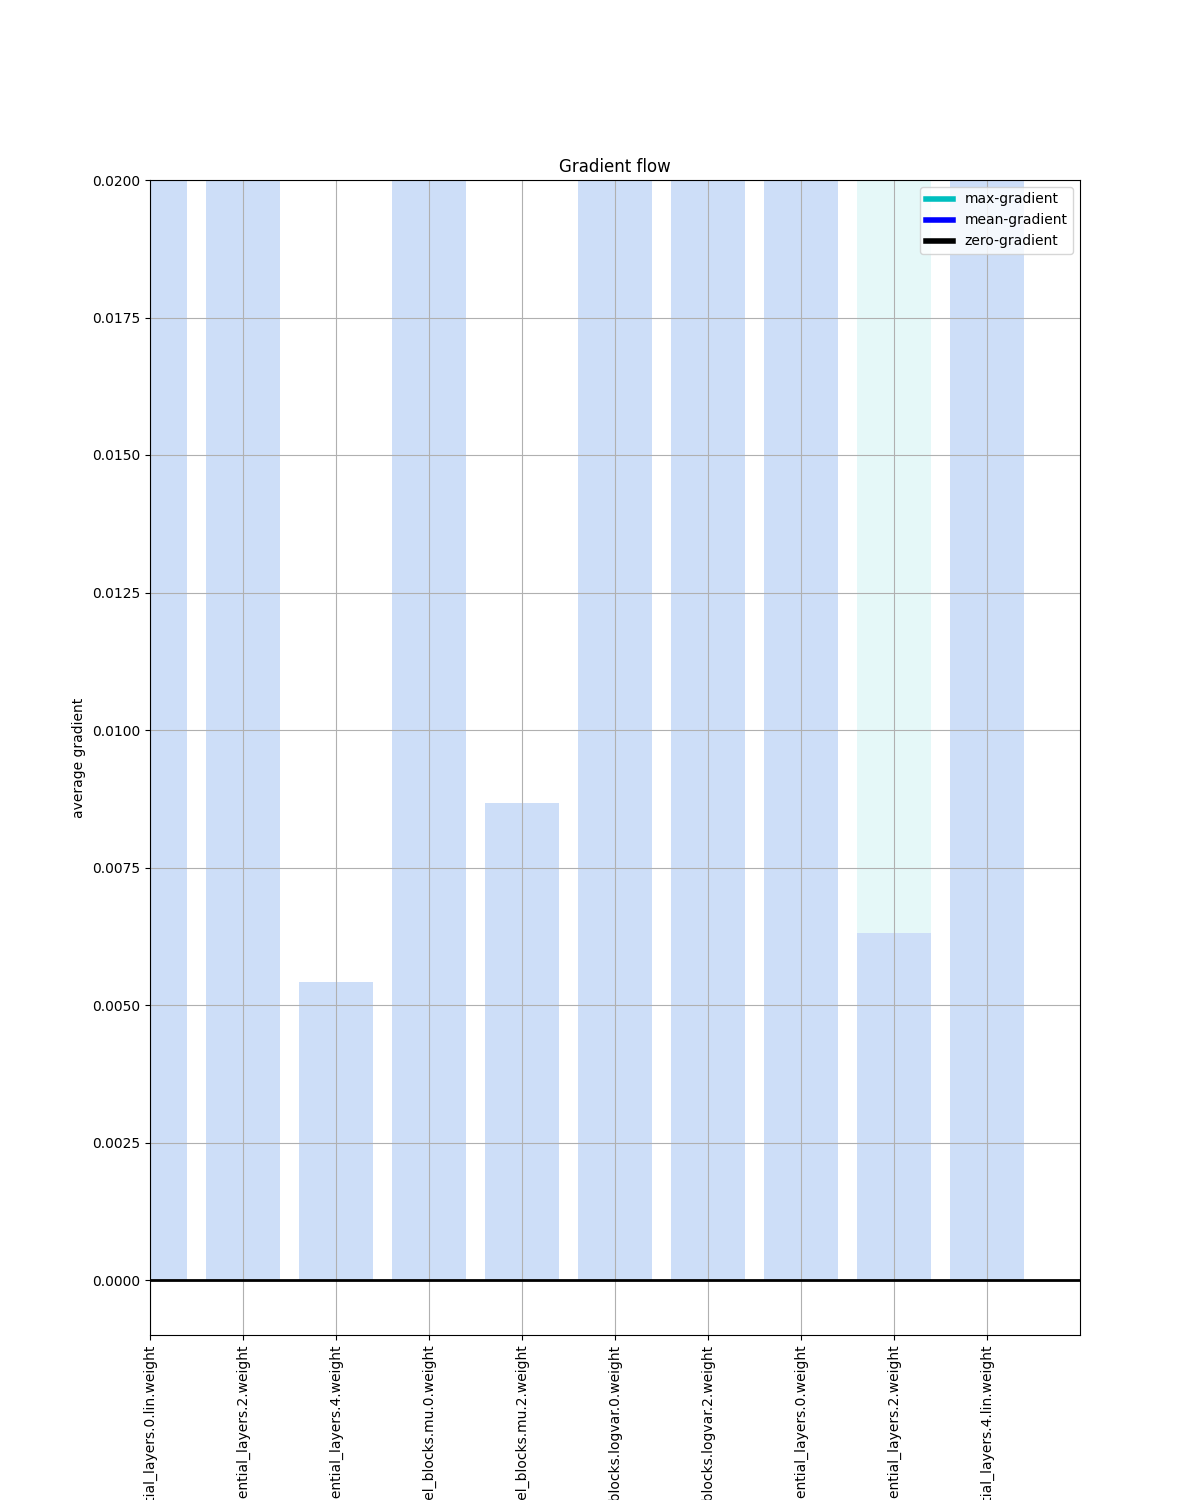 Gradient flow
max-gradient
mean-gradient
zero-gradient
average gradient
0.0200
0.0175
0.0150
0.0125
0.0100
0.0075
0.0050
0.0025
0.0000
tial_layers.0.lin.weight
ential_layers.2.weight
ential_layers.4.weight
el_blocks.mu.0.weight
el_blocks.mu.2.weight
blocks.logvar.0.weight
blocks.logvar.2.weight
ential_layers.0.weight
ential_layers.2.weight
tial_layers.4.lin.weight